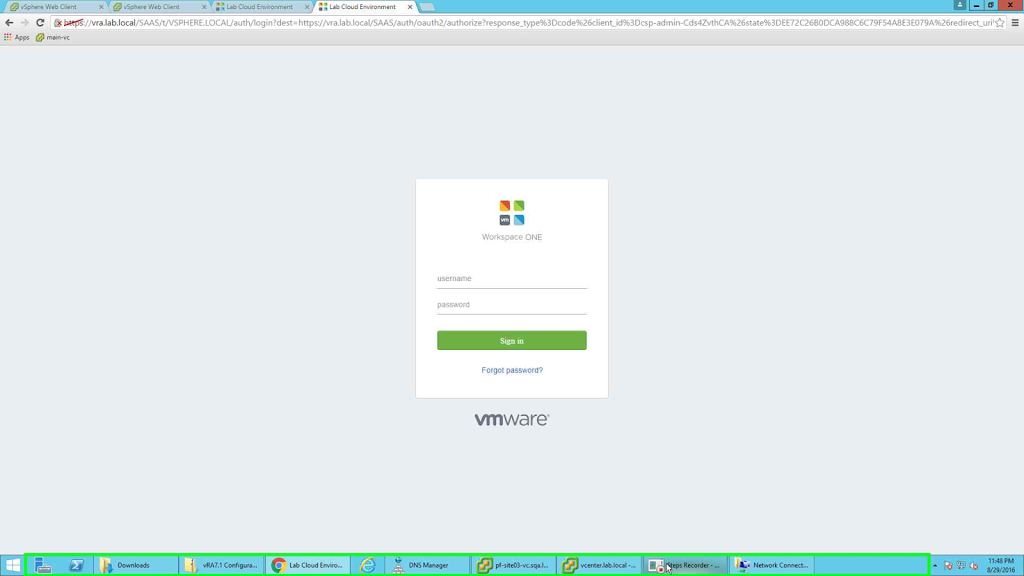 vSphere Web Client
vSphere Web Client
Lab Cloud Environment
Lab Cloud Environment
https://vra.lab.local/SAAS/t/VSPHERE.LOCAL/auth/login?dest=https://vra.lab.local/SAAS/auth/oauth2/authorize?response_type%3Dcode%26client_id%3Dcsp-admin-Cds4ZvthCA%26state%3DEE72C26B0DCA988C6C79F54A8E3E079A%26redirect_uri
Apps
main-vc
vm
Workspace ONE
username
password
Sign in
Forgot password?
vmware
Downloads
vRA7.1 Configura...
Lab Cloud Enviro...
DNS Manager
pf-site03-vc.sqa.l...
vcenter.lab.local -...
Steps Recorder - ...
Network Connect...
11:48 PM
8/29/2016